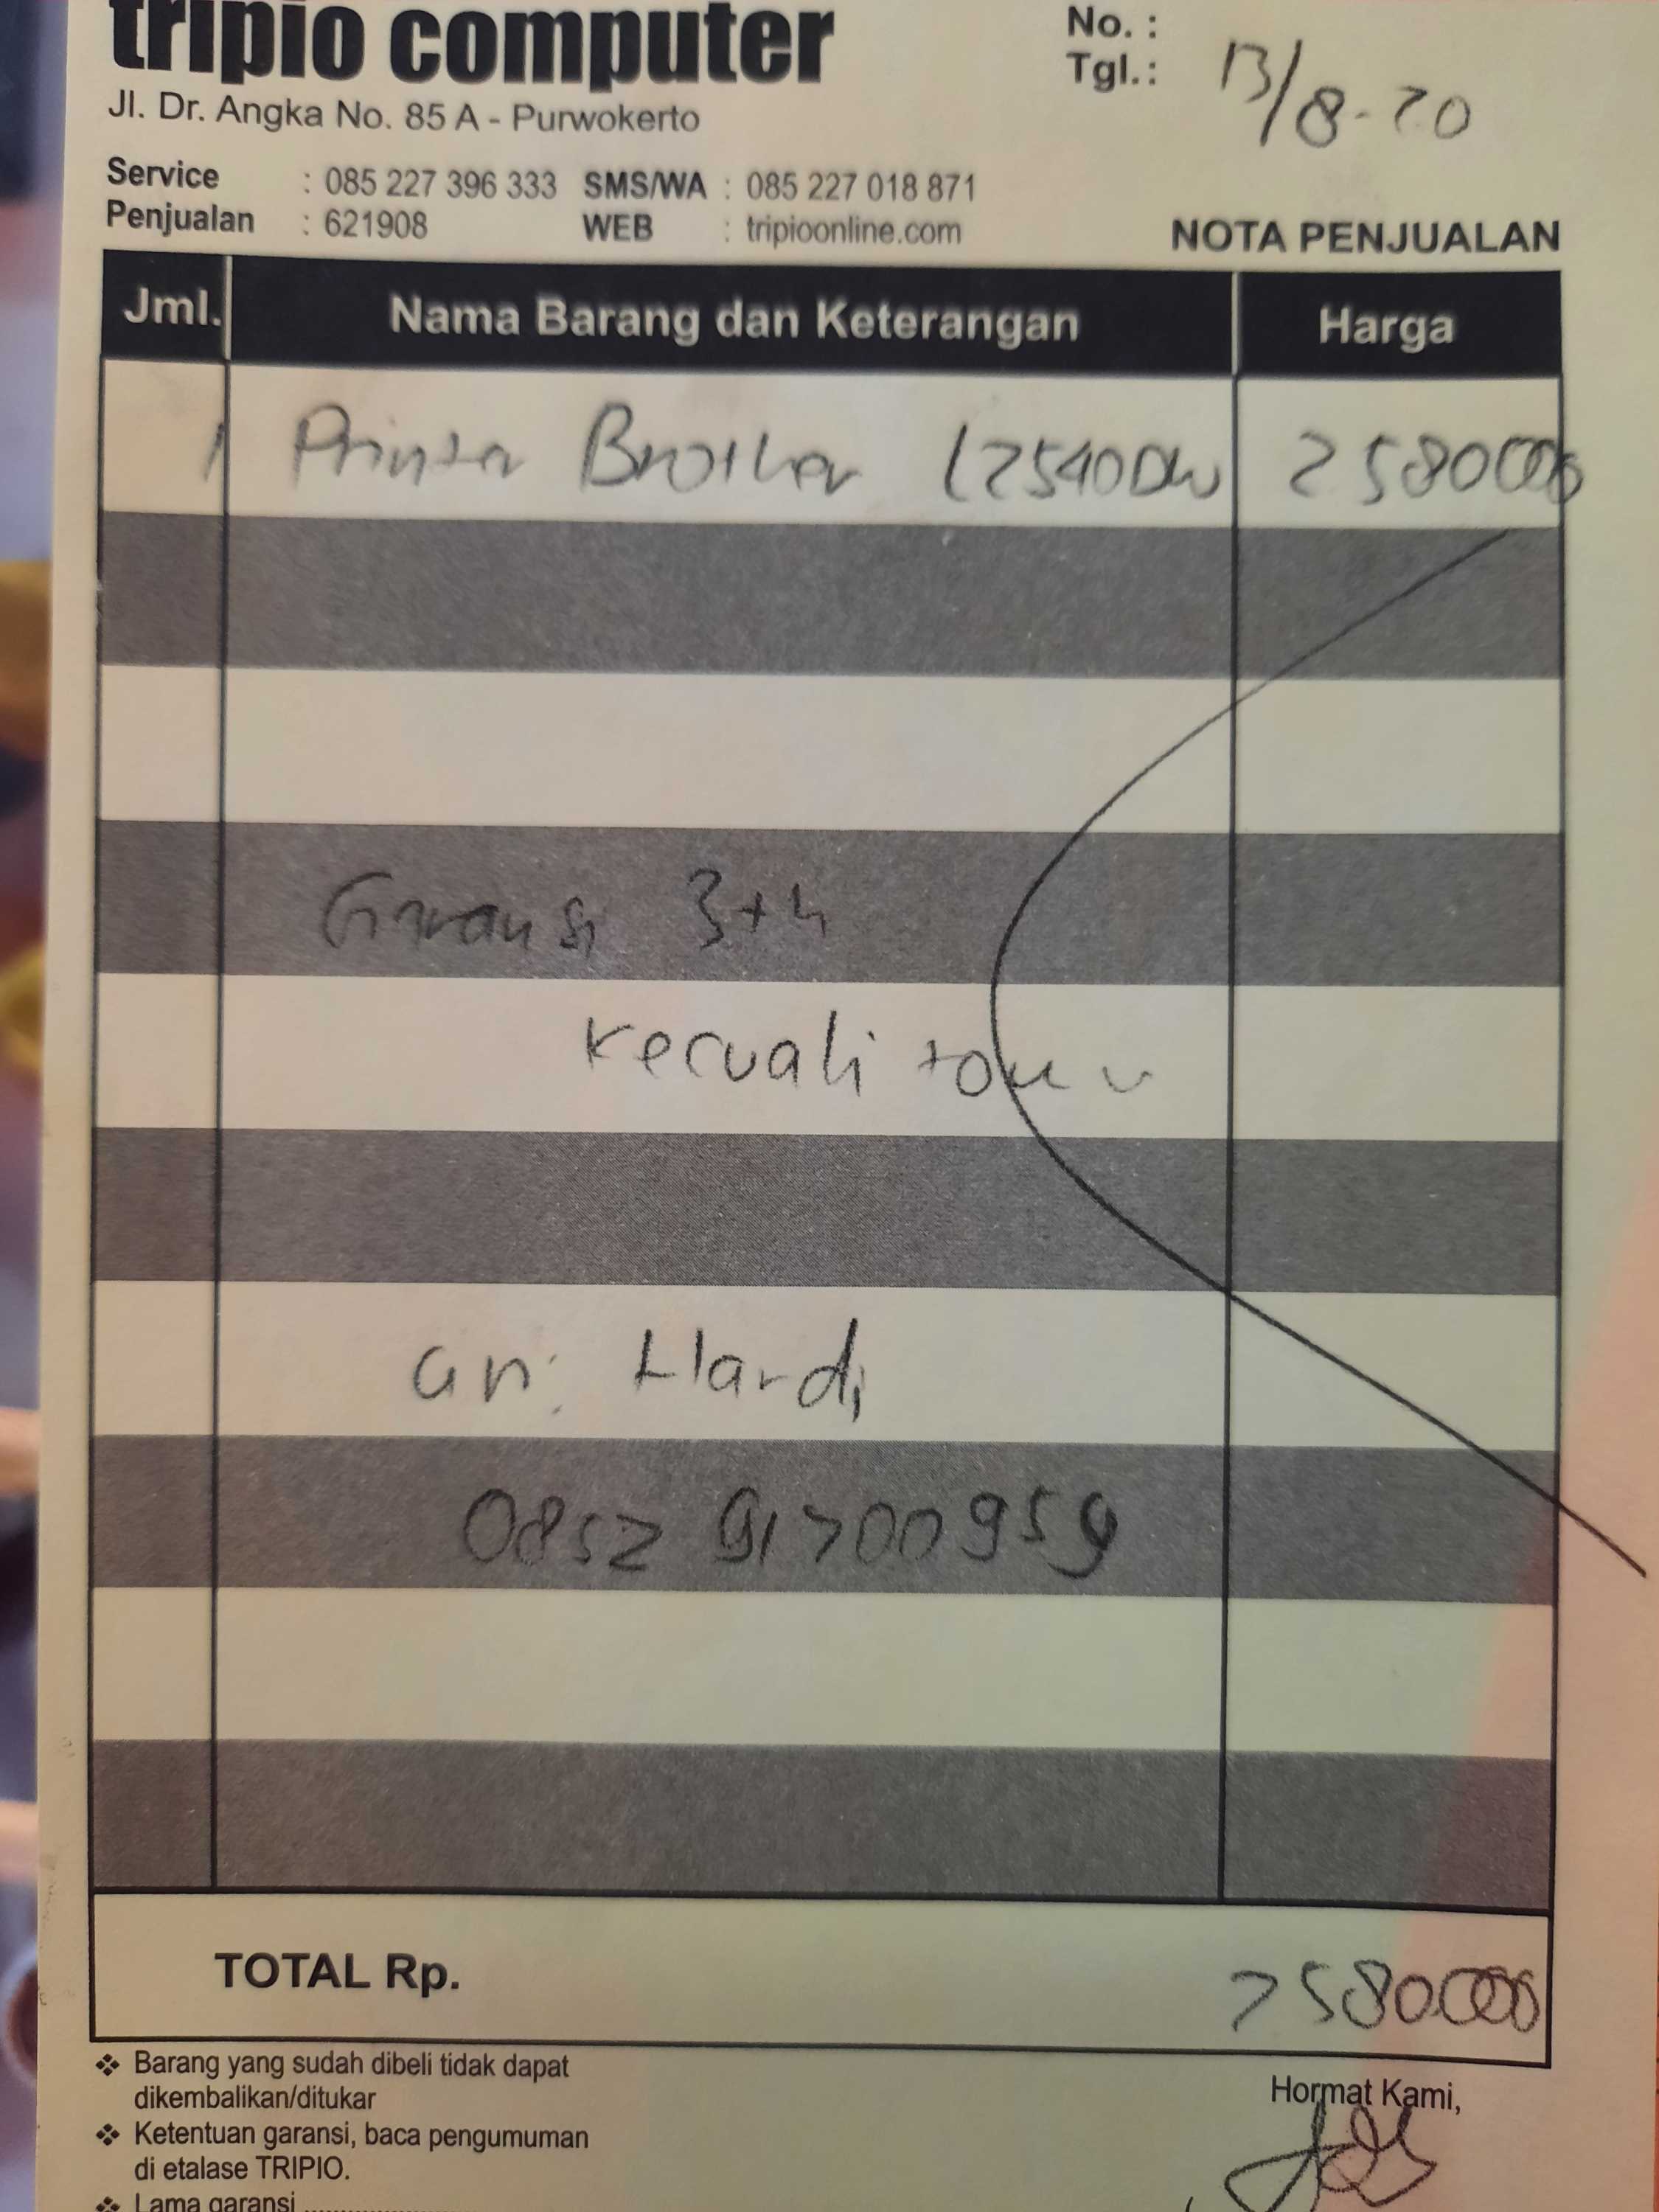 tripio computer
Jl. Dr. Angka No. 85 A - Purwokerto
No. :
Tgl.: 13/8-20
Service : 085 227 396 333 SMS/WA : 085 227 018 871
Penjualan : 621908 WEB : tripioonline.com
NOTA PENJUALAN
Jml. Nama Barang dan Keterangan Harga
1 Printer Brother L2540DW 2580000
Garansi 3+h
Kecuali toner
an: Hardi
0852 91700959
TOTAL Rp. 2580.000
❖ Barang yang sudah dibeli tidak dapat
dikembalikan/ditukar
❖ Ketentuan garansi, baca pengumuman
di etalase TRIPIO.
❖ Lama garansi ..................
Hormat Kami,